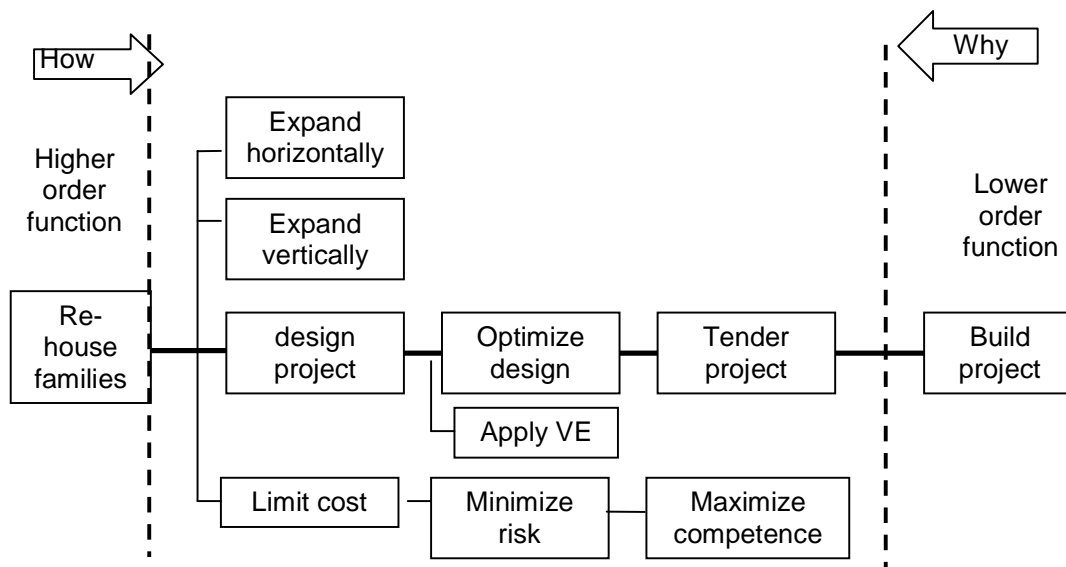 How
Why
Higher
order
function
Lower
order
function
Expand
horizontally
Expand
vertically
Re-
house
families
design
project
Optimize
design
Tender
project
Build
project
Apply VE
Limit cost
Minimize
risk
Maximize
competence